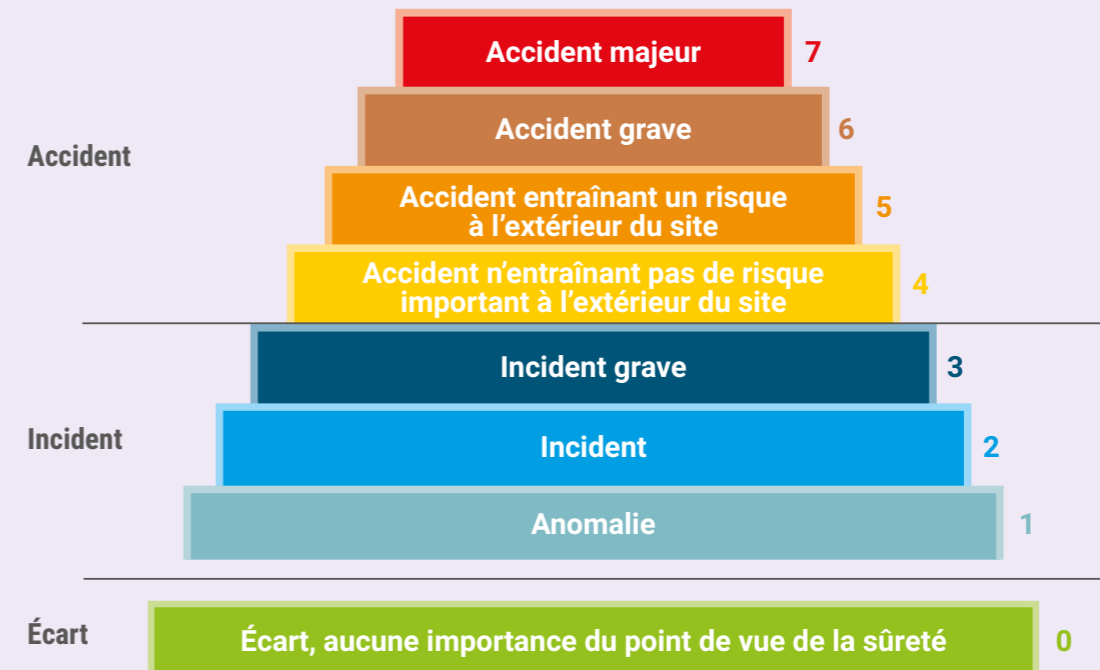 Accident majeur 7
Accident grave 6
Accident
Accident entraînant un risque
à l’extérieur du site 5
Accident n’entraînant pas de risque
important à l’extérieur du site 4
Incident grave 3
Incident
Incident 2
Anomalie 1
Écart
Écart, aucune importance du point de vue de la sûreté 0